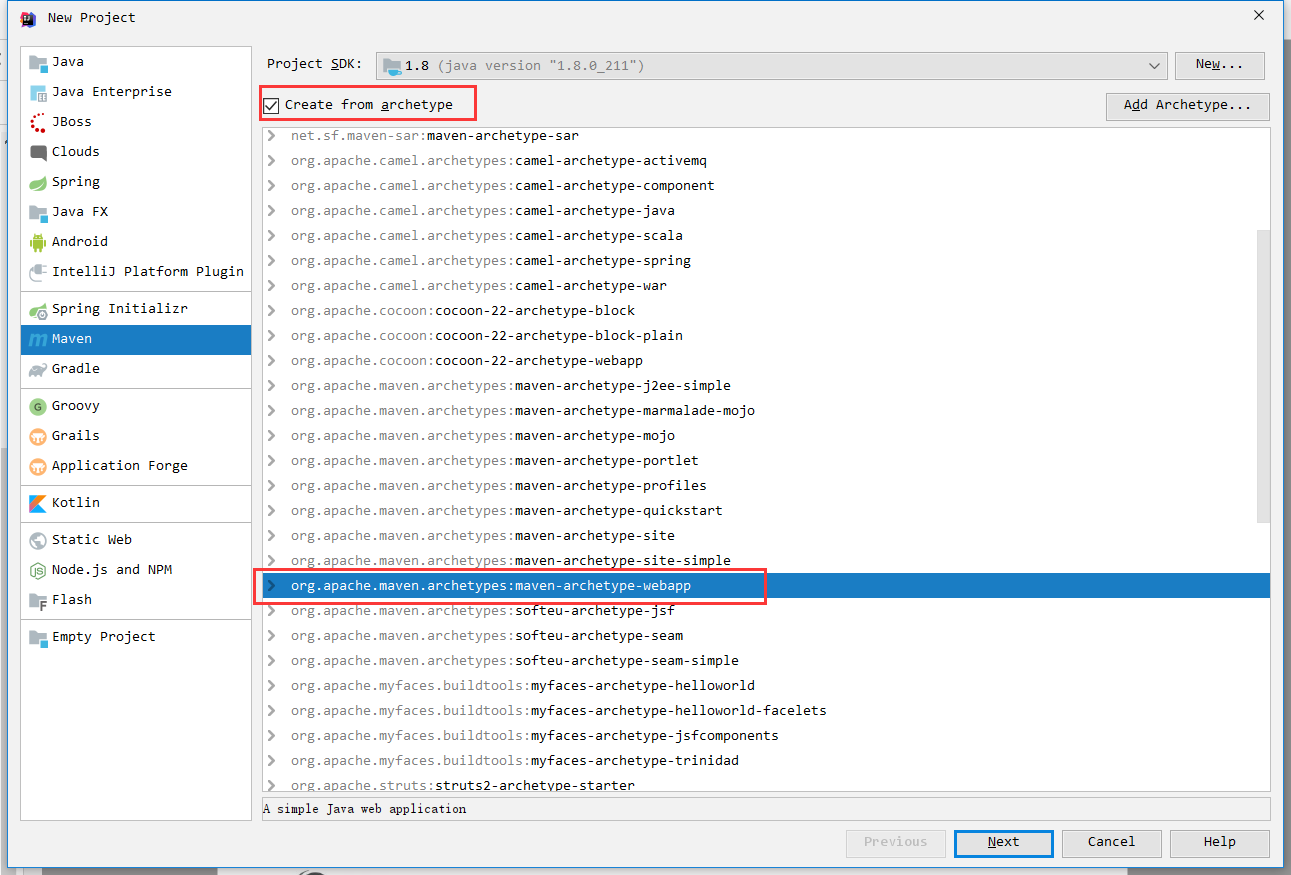 New Project
Java
Java Enterprise
JBoss
Clouds
Spring
Java FX
Android
IntelliJ Platform Plugin
Spring Initializr
Maven
Gradle
Groovy
Grails
Application Forge
Kotlin
Static Web
Node.js and NPM
Flash
Empty Project
Project SDK: 1.8 (java version "1.8.0_211") New...
Create from archetype Add Archetype...
net.sf.maven-sar:maven-archetype-sar
org.apache.camel.archetypes:camel-archetype-activemq
org.apache.camel.archetypes:camel-archetype-component
org.apache.camel.archetypes:camel-archetype-java
org.apache.camel.archetypes:camel-archetype-scala
org.apache.camel.archetypes:camel-archetype-spring
org.apache.camel.archetypes:camel-archetype-war
org.apache.cocoon:cocoon-22-archetype-block
org.apache.cocoon:cocoon-22-archetype-block-plain
org.apache.cocoon:cocoon-22-archetype-webapp
org.apache.maven.archetypes:maven-archetype-j2ee-simple
org.apache.maven.archetypes:maven-archetype-marmalade-mojo
org.apache.maven.archetypes:maven-archetype-mojo
org.apache.maven.archetypes:maven-archetype-portlet
org.apache.maven.archetypes:maven-archetype-profiles
org.apache.maven.archetypes:maven-archetype-quickstart
org.apache.maven.archetypes:maven-archetype-site
org.apache.maven.archetypes:maven-archetype-site-simple
org.apache.maven.archetypes:maven-archetype-webapp
org.apache.maven.archetypes:softeu-archetype-jsf
org.apache.maven.archetypes:softeu-archetype-seam
org.apache.maven.archetypes:softeu-archetype-seam-simple
org.apache.myfaces.buildtools:myfaces-archetype-helloworld
org.apache.myfaces.buildtools:myfaces-archetype-helloworld-facelets
org.apache.myfaces.buildtools:myfaces-archetype-jsfcomponents
org.apache.myfaces.buildtools:myfaces-archetype-trinidad
org.apache.struts:struts2-archetype-starter
A simple Java web application
Previous Next Cancel Help